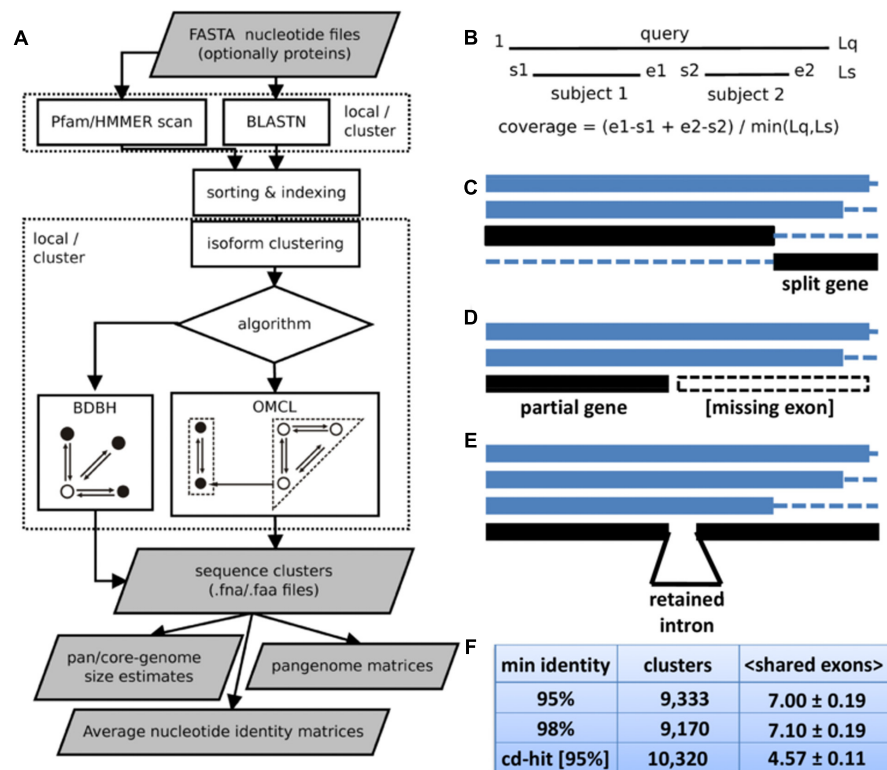 A
FASTA nucleotide files
(optionally proteins)
Pfam/HMMER scan
BLASTN
local /
cluster
sorting & indexing
local /
cluster
isoform clustering
algorithm
BDBH
OMCL
sequence clusters
(.fna/.faa files)
pan/core-genome
size estimates
pangenome matrices
Average nucleotide identity matrices
B
1 query Lq
s1 e1 s2 e2 Ls
subject 1 subject 2
coverage = (e1-s1 + e2-s2) / min(Lq,Ls)
C
split gene
D
partial gene [missing exon]
E
retained
intron
F
min identity clusters <shared exons>
95% 9,333 7.00 ± 0.19
98% 9,170 7.10 ± 0.19
cd-hit [95%] 10,320 4.57 ± 0.11